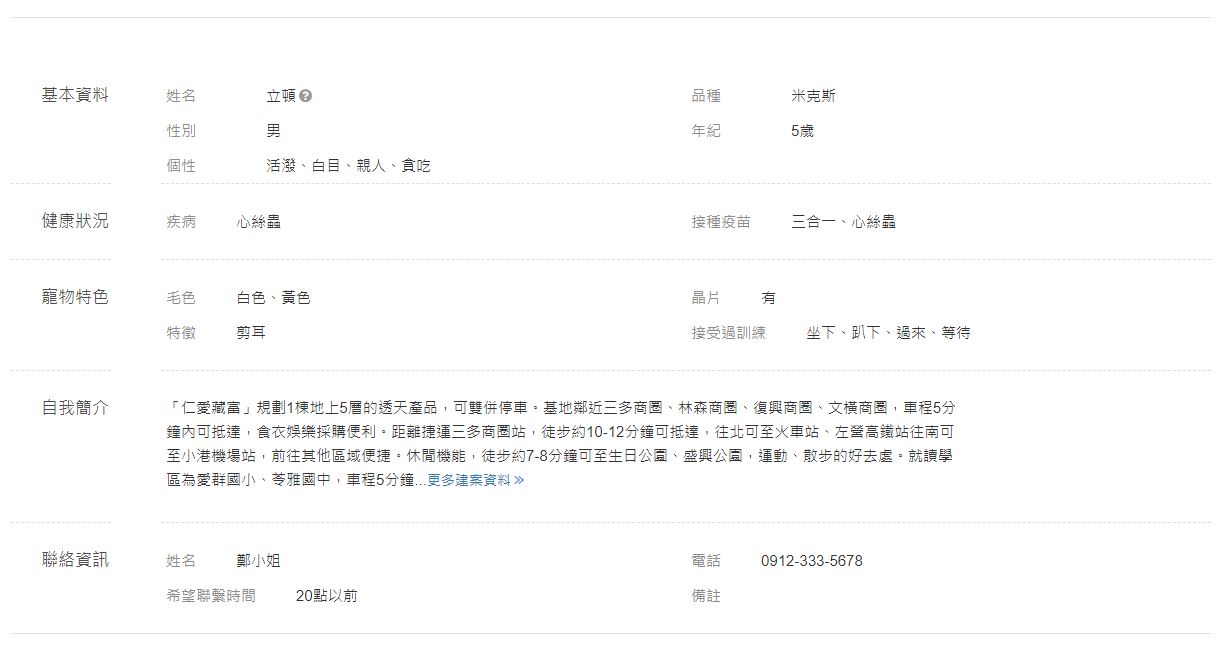 基本資料 姓名 立頓 ? 品種 米克斯
性別 男 年紀 5歲
個性 活潑、白目、親人、貪吃
健康狀況 疾病 心絲蟲 接種疫苗 三合一、心絲蟲
寵物特色 毛色 白色、黃色 晶片 有
特徵 剪耳 接受過訓練 坐下、趴下、過來、等待
自我簡介 「仁愛藏富」規劃1棟地上5層的透天產品，可雙併停車。基地鄰近三多商圈、林森商圈、復興商圈、文橫商圈，車程5分
鐘內可抵達，食衣娛樂採購便利。距離捷運三多商圈站，徒步約10-12分鐘可抵達，往北可至火車站、左營高鐵站往南可
至小港機場站，前往其他區域便捷。休閒機能，徒步約7-8分鐘可至生日公園、盛興公園，運動、散步的好去處。就讀學
區為愛群國小、苓雅國中，車程5分鐘...更多建案資料≫
聯絡資訊 姓名 鄭小姐 電話 0912-333-5678
希望聯繫時間 20點以前 備註